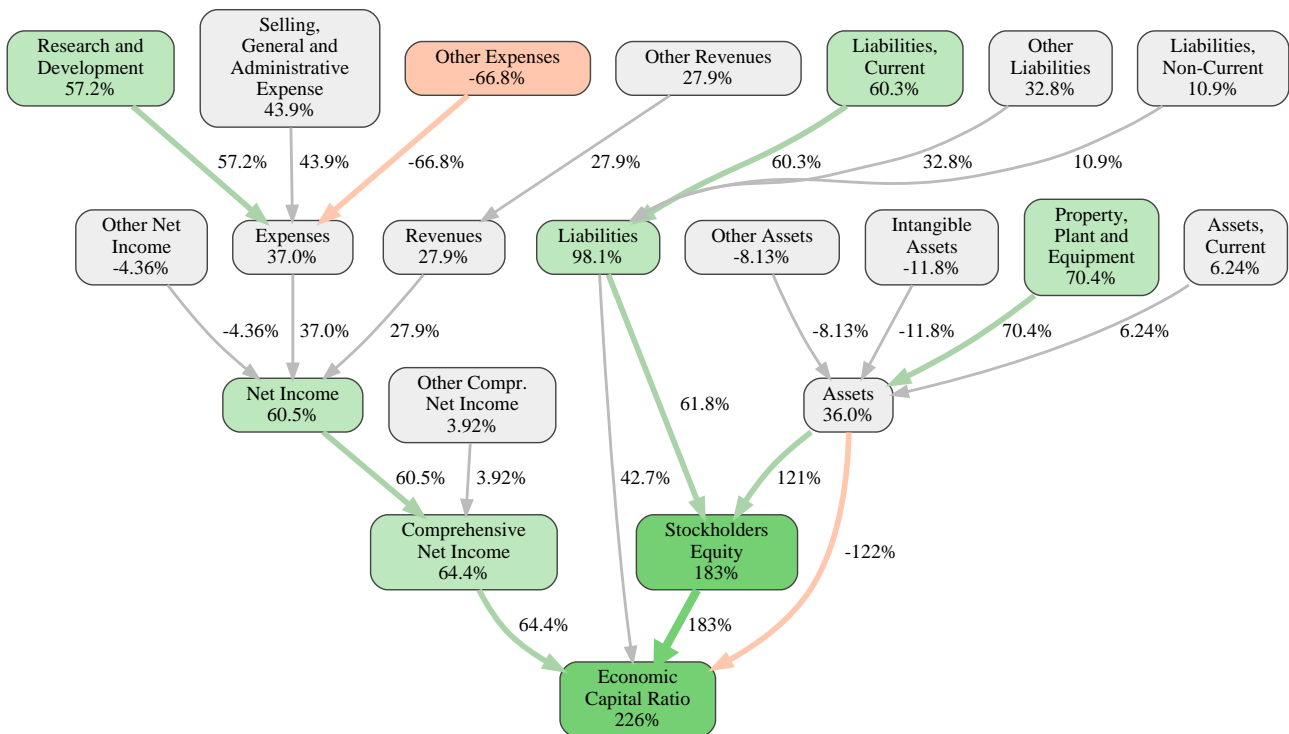 Research and
Development
57.2%
Selling,
General and
Administrative
Expense
43.9%
Other Expenses
-66.8%
Other Revenues
27.9%
Liabilities,
Current
60.3%
Other
Liabilities
32.8%
Liabilities,
Non-Current
10.9%
57.2%
43.9%
-66.8%
27.9%
60.3%
32.8%
10.9%
Other Net
Income
-4.36%
Expenses
37.0%
Revenues
27.9%
Liabilities
98.1%
Other Assets
-8.13%
Intangible
Assets
-11.8%
Property,
Plant and
Equipment
70.4%
Assets,
Current
6.24%
-4.36%
37.0%
27.9%
-8.13%
-11.8%
70.4%
6.24%
Net Income
60.5%
Other Compr.
Net Income
3.92%
61.8%
Assets
36.0%
60.5%
3.92%
42.7%
121%
Comprehensive
Net Income
64.4%
Stockholders
Equity
183%
-122%
64.4%
183%
Economic
Capital Ratio
226%